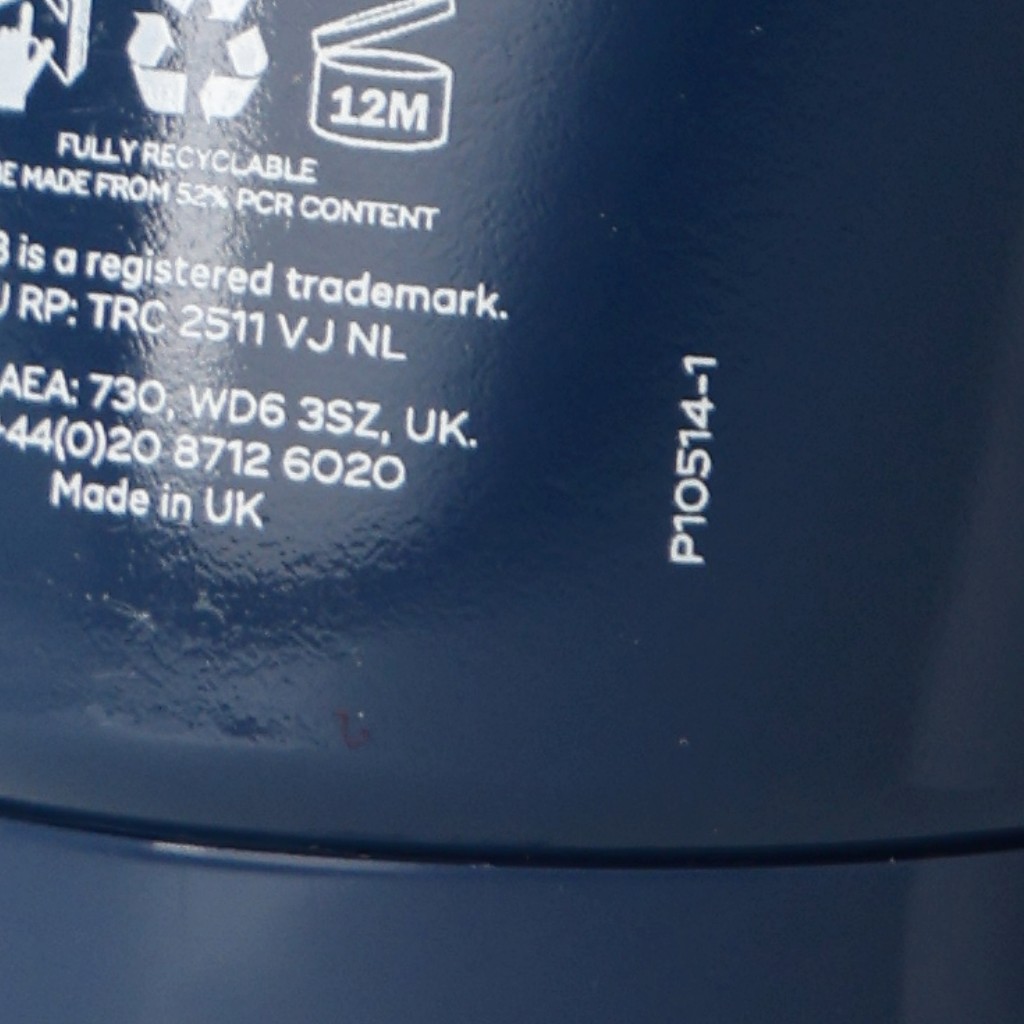 12M
FULLY RECYCLABLE
MADE FROM 52% PCR CONTENT
is a registered trademark.
RP: TRC 2511 VJ NL
AEA: 730, WD6 3SZ, UK.
+44(0)20 8712 6020
Made in UK
P10514-1